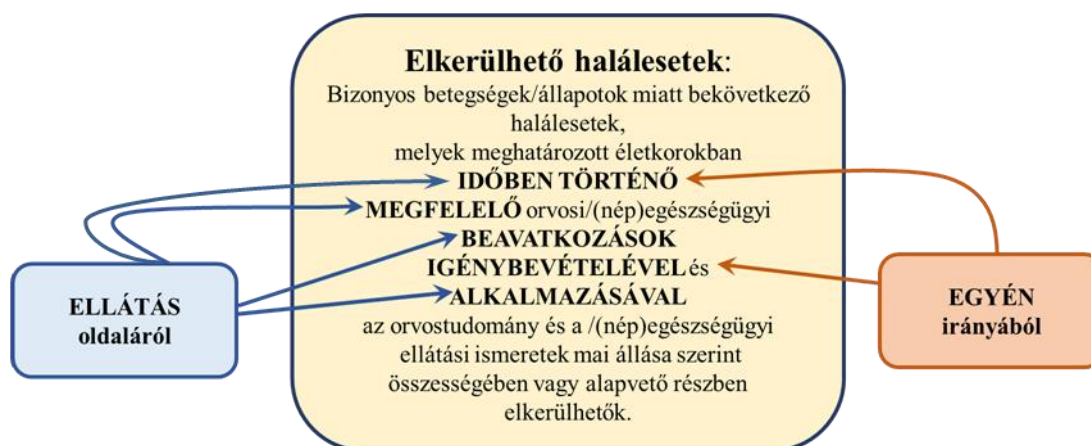 Elkerülhető halálesetek:
Bizonyos betegségek/állapotok miatt bekövetkező
halálesetek,
melyek meghatározott életkorokban
IDŐBEN TÖRTÉNŐ
MEGFELELŐ orvosi/(nép)egészségügyi
BEAVATKOZÁSOK
IGÉNYBEVÉTELÉVEL és
ALKALMAZÁSÁVAL
az orvostudomány és a /(nép)egészségügyi
ellátási ismeretek mai állása szerint
összességében vagy alapvető részben
elkerülhetők.
ELLÁTÁS
oldaláról
EGYÉN
irányából